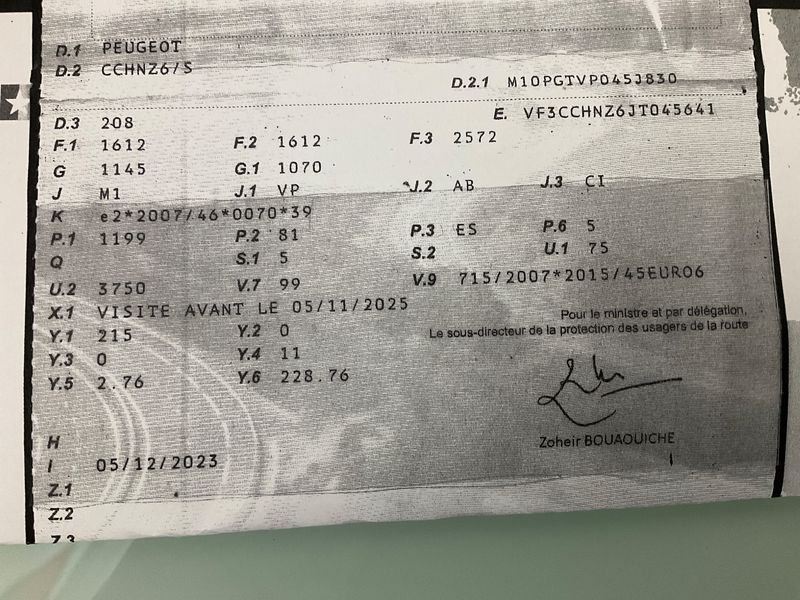 D.1 PEUGEOT
D.2 CCHNZ6/S
D.2.1 M10PGTVP045J830
D.3 208 E. VF3CCHNZ6JT045641
F.1 1612 F.2 1612 F.3 2572
G 1145 G.1 1070
J M1 J.1 VP J.2 AB J.3 CI
K e2*2007/46*0070*39
P.1 1199 P.2 81 P.3 ES P.6 5
Q S.1 5 S.2 U.1 75
U.2 3750 V.7 99 V.9 715/2007*2015/45EURO6
X.1 VISITE AVANT LE 05/11/2025
Pour le ministre et par délégation,
Y.1 215 Y.2 0 Le sous-directeur de la protection des usagers de la route
Y.3 0 Y.4 11
Y.5 2.76 Y.6 228.76
H Zoheir BOUAOUICHE
I 05/12/2023
Z.1
Z.2
Z.3